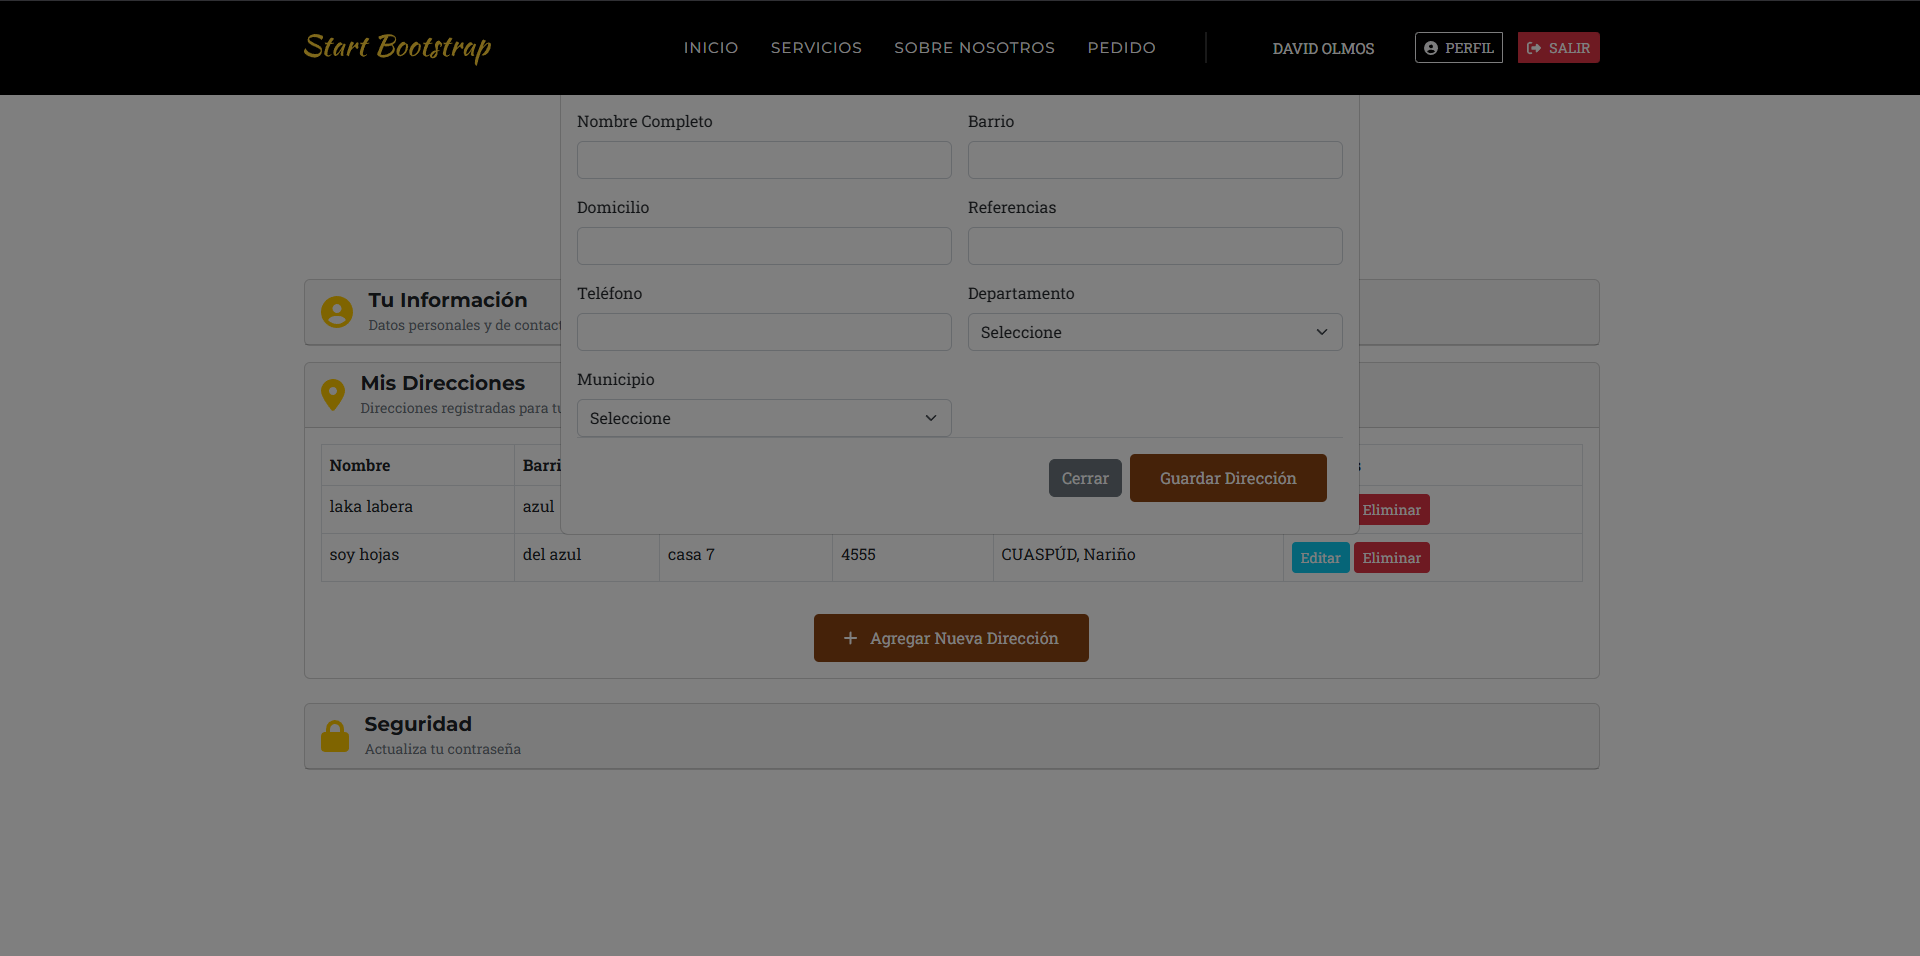 Start Bootstrap
INICIO SERVICIOS SOBRE NOSOTROS PEDIDO DAVID OLMOS PERFIL SALIR
Nombre Completo Barrio
Domicilio Referencias
Teléfono Departamento
Seleccione
Municipio
Seleccione
Cerrar Guardar Dirección
Tu Información
Datos personales y de contact
Mis Direcciones
Direcciones registradas para tu
Nombre Barri s
laka labera azul Eliminar
soy hojas del azul casa 7 4555 CUASPÚD, Nariño Editar Eliminar
+ Agregar Nueva Dirección
Seguridad
Actualiza tu contraseña